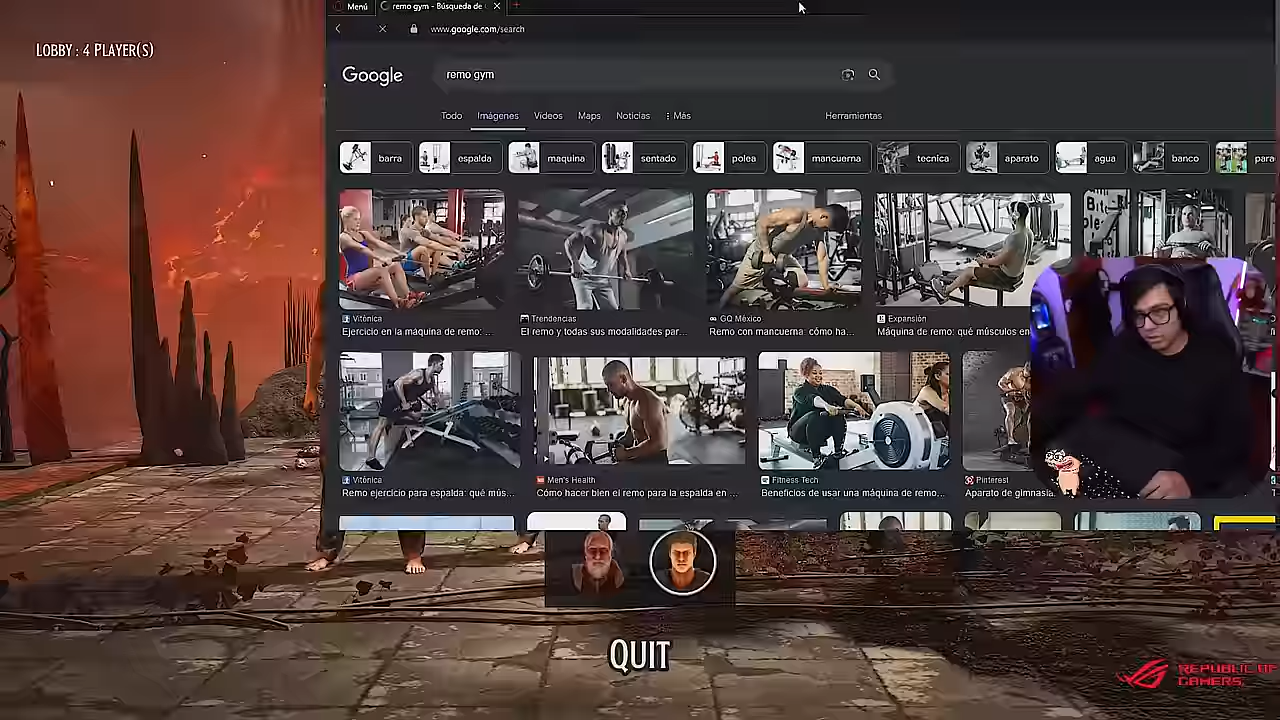 Menú
remo gym - Búsqueda de
www.google.com/search
LOBBY : 4 PLAYER(S)
Google
remo gym
Todo
Imágenes
Videos
Maps
Noticias
Más
Herramientas
barra
espalda
maquina
sentado
polea
mancuerna
tecnica
aparato
agua
banco
para
Vitónica
Ejercicio en la máquina de remo: ...
Trendencias
El remo y todas sus modalidades par...
GQ México
Remo con mancuerna: cómo ha...
Expansión
Máquina de remo: qué músculos en
Vitónica
Remo ejercicio para espalda: qué mús...
Men's Health
Cómo hacer bien el remo para la espalda en ...
Fitness Tech
Beneficios de usar una máquina de remo...
Pinterest
Aparato de gimnasia
QUIT
REPUBLIC OF
GAMERS